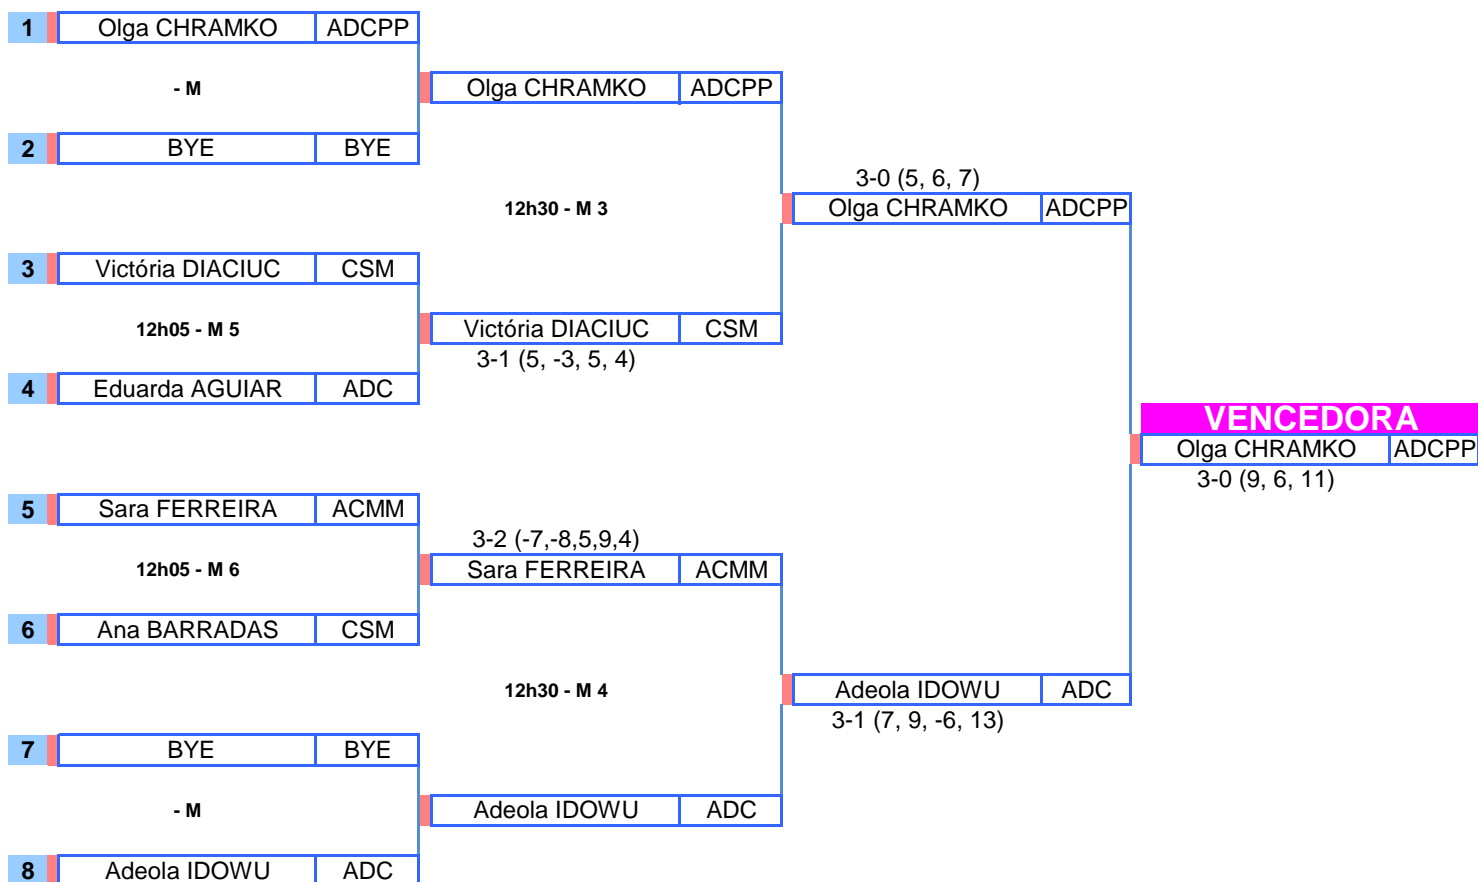 1 Olga CHRAMKO ADCPP
- M
Olga CHRAMKO ADCPP
2 BYE BYE
3-0 (5, 6, 7)
12h30 - M 3
Olga CHRAMKO ADCPP
3 Victória DIACIUC CSM
12h05 - M 5
Victória DIACIUC CSM
3-1 (5, -3, 5, 4)
4 Eduarda AGUIAR ADC
VENCEDORA
Olga CHRAMKO ADCPP
3-0 (9, 6, 11)
5 Sara FERREIRA ACMM
3-2 (-7,-8,5,9,4)
12h05 - M 6
Sara FERREIRA ACMM
6 Ana BARRADAS CSM
12h30 - M 4
Adeola IDOWU ADC
3-1 (7, 9, -6, 13)
7 BYE BYE
- M
Adeola IDOWU ADC
8 Adeola IDOWU ADC